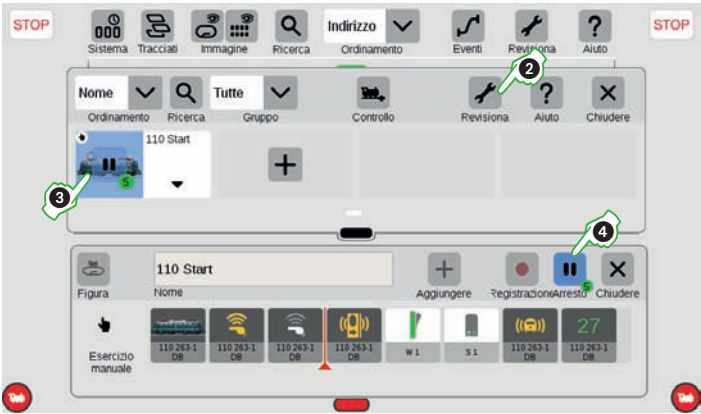 STOP
Indirizzo
STOP
Sistema Tracciati Immagine Ricerca Ordinamento Eventi Revisiona Aiuto
2
Nome Tutte
Ordinamento Ricerca Gruppo Controllo Revisiona Aiuto Chiudere
110 Start
S
3
4
110 Start
S
Figura Nome Aggiungere Registrazione Arresto Chiudere
27
Esercizio manuale
110 263-1 DB
110 263-1 DB
110 263-1 DB
110 263-1 DB
W 1
S 1
110 263-1 DB
110 263-1 DB